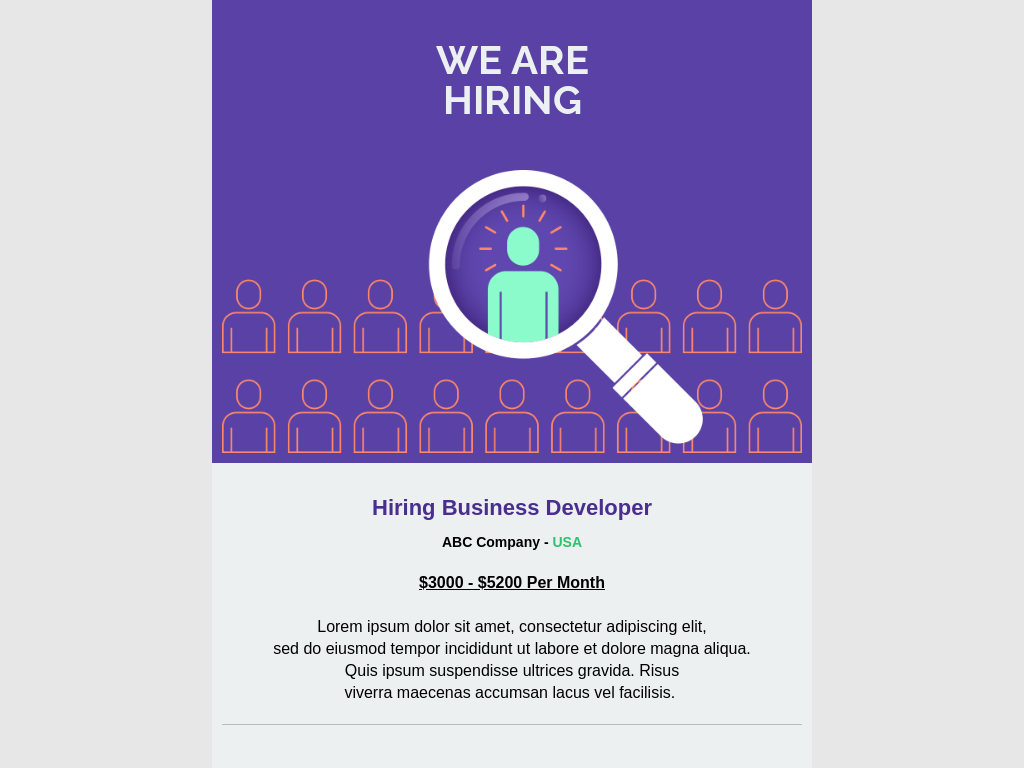 WE ARE
HIRING
Hiring Business Developer
ABC Company - USA
$3000 - $5200 Per Month
Lorem ipsum dolor sit amet, consectetur adipiscing elit,
sed do eiusmod tempor incididunt ut labore et dolore magna aliqua.
Quis ipsum suspendisse ultrices gravida. Risus
viverra maecenas accumsan lacus vel facilisis.